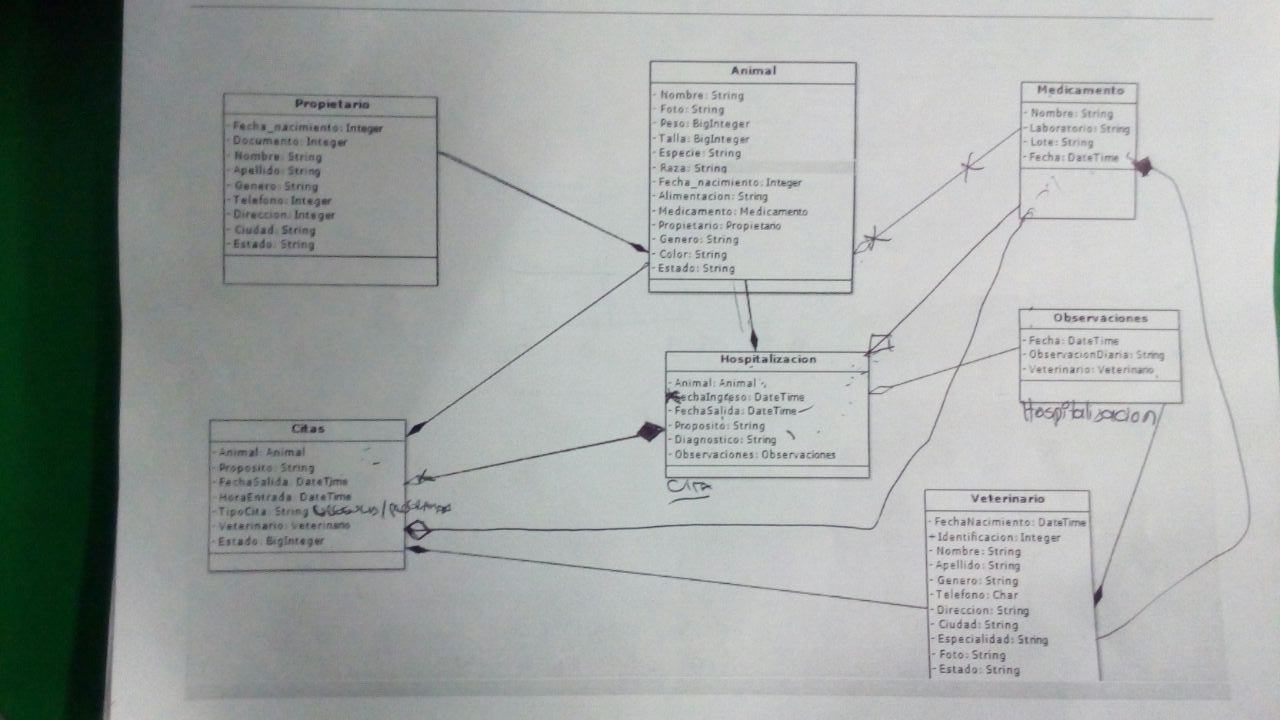 Propietario
- Fecha_nacimiento: Integer
- Documento: Integer
- Nombre: String
- Apellido: String
- Genero: String
- Telefono: Integer
- Direccion: Integer
- Ciudad: String
- Estado: String
Animal
- Nombre: String
- Foto: String
- Peso: BigInteger
- Talla: BigInteger
- Especie: String
- Raza: String
- Fecha_nacimiento: Integer
- Alimentacion: String
- Medicamento: Medicamento
- Propietario: Propietario
- Genero: String
- Color: String
- Estado: String
Medicamento
- Nombre: String
- Laboratorio: String
- Lote: String
- Fecha: DateTime
Observaciones
- Fecha: DateTime
- ObservacionDiaria: String
- Veterinario: Veterinario
Hospitalizacion
Hospitalizacion
- Animal: Animal
FechaIngreso: DateTime
- FechaSalida: DateTime
- Proposito: String
- Diagnostico: String
- Observaciones: Observaciones
Cita
Citas
- Animal: Animal
- Proposito: String
- FechaSalida: DateTime
- HoraEntrada: DateTime
- TipoCita: String
- Veterinario: Veterinario
- Estado: BigInteger
Veterinario
- FechaNacimiento: DateTime
+ Identificacion: Integer
- Nombre: String
- Apellido: String
- Genero: String
- Telefono: Char
- Direccion: String
- Ciudad: String
- Especialidad: String
- Foto: String
- Estado: String